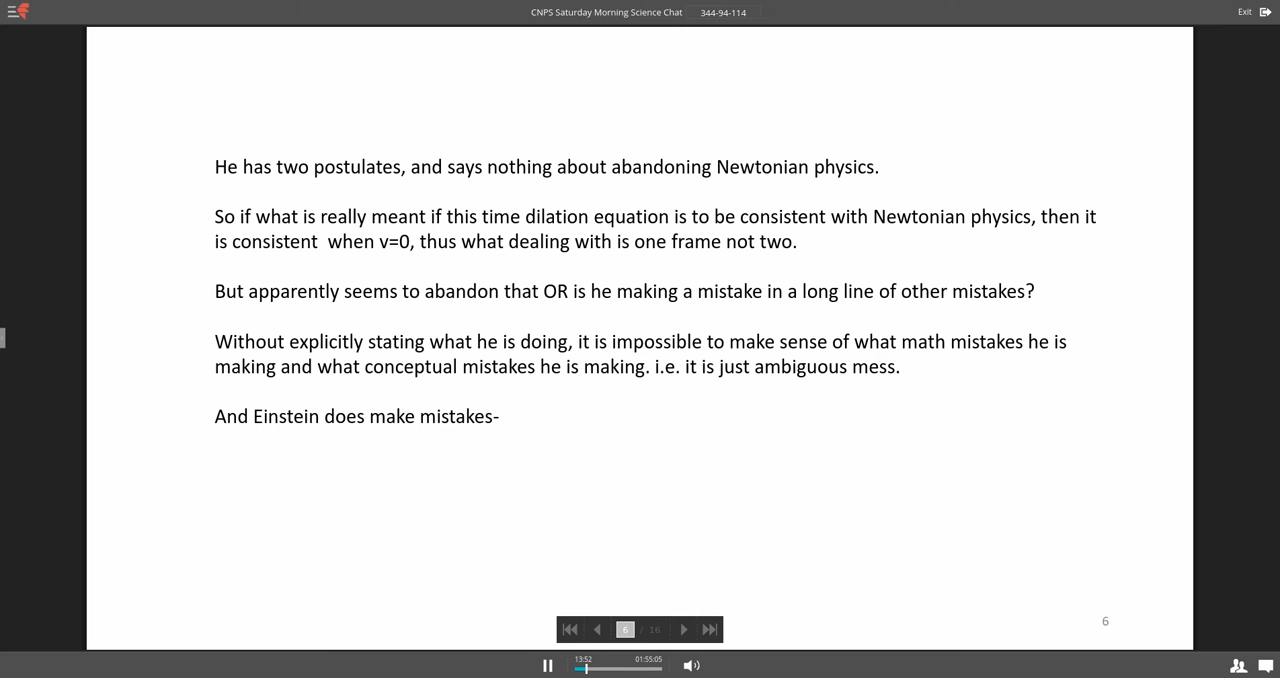 CNPS Saturday Morning Science Chat 344-94-114 Exit
He has two postulates, and says nothing about abandoning Newtonian physics.
So if what is really meant if this time dilation equation is to be consistent with Newtonian physics, then it
is consistent  when v=0, thus what dealing with is one frame not two.
But apparently seems to abandon that OR is he making a mistake in a long line of other mistakes?
Without explicitly stating what he is doing, it is impossible to make sense of what math mistakes he is
making and what conceptual mistakes he is making. i.e. it is just ambiguous mess.
And Einstein does make mistakes-
6
6 / 16
13:52 01:55:05